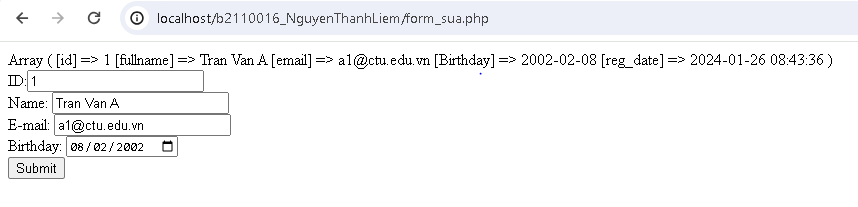 localhost/b2110016_NguyenThanhLiem/form_sua.php
Array ( [id] => 1 [fullname] => Tran Van A [email] => a1@ctu.edu.vn [Birthday] => 2002-02-08 [reg_date] => 2024-01-26 08:43:36 )
ID: 1
Name: Tran Van A
E-mail: a1@ctu.edu.vn
Birthday: 08/02/2002
Submit